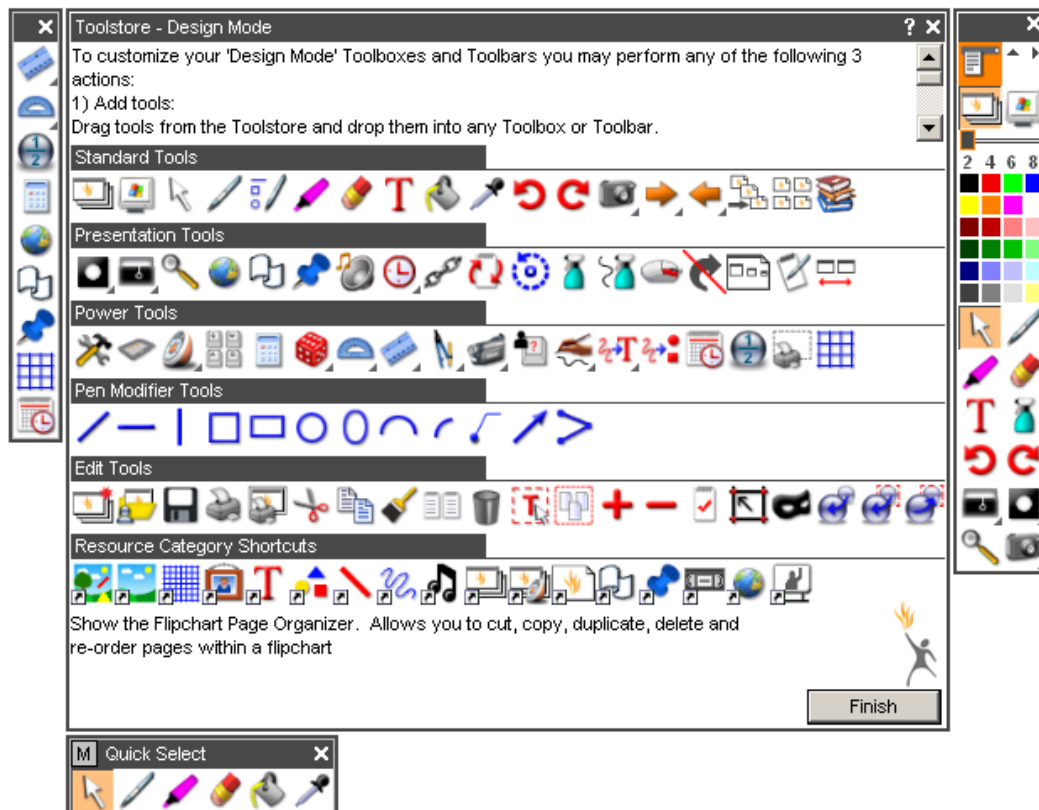 Toolstore - Design Mode
To customize your 'Design Mode' Toolboxes and Toolbars you may perform any of the following 3
actions:
1) Add tools:
Drag tools from the Toolstore and drop them into any Toolbox or Toolbar.
Standard Tools
Presentation Tools
Power Tools
Pen Modifier Tools
Edit Tools
Resource Category Shortcuts
Show the Flipchart Page Organizer. Allows you to cut, copy, duplicate, delete and
re-order pages within a flipchart
Finish
M Quick Select
2 4 6 8